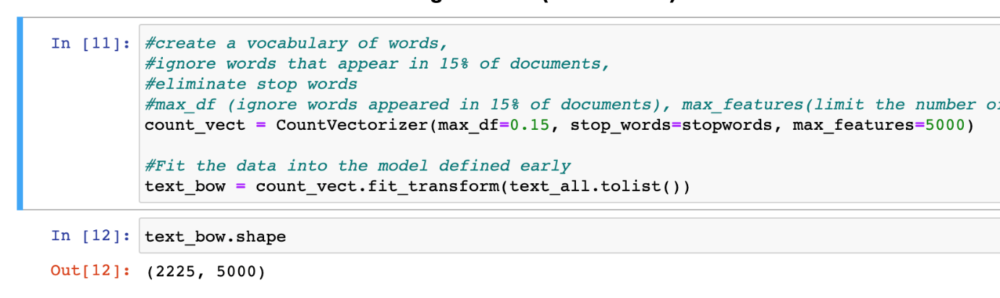 In [11]: #create a vocabulary of words,
#ignore words that appear in 15% of documents,
#eliminate stop words
#max_df (ignore words appeared in 15% of documents), max_features(limit the number
count_vect = CountVectorizer(max_df=0.15, stop_words=stopwords, max_features=5000)
#Fit the data into the model defined early
text_bow = count_vect.fit_transform(text_all.tolist())
In [12]: text_bow.shape
Out[12]: (2225, 5000)